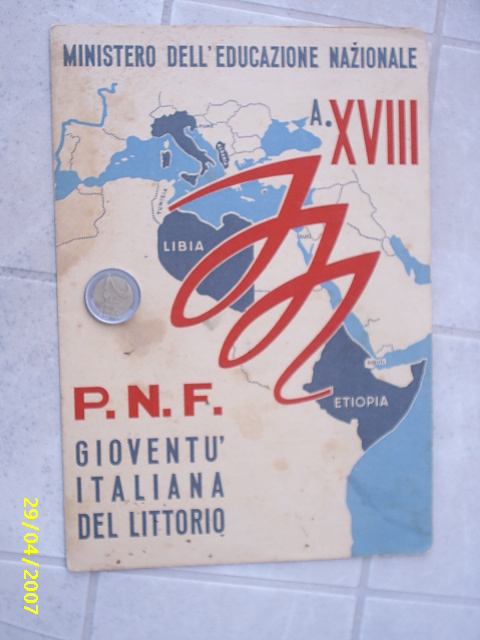 MINISTERO DELL'EDUCAZIONE NAZIONALE
A. XVIII
TUNISIA
LIBIA
ETIOPIA
P.N.F.
GIOVENTU'
ITALIANA
DEL LITTORIO
29/04/2007